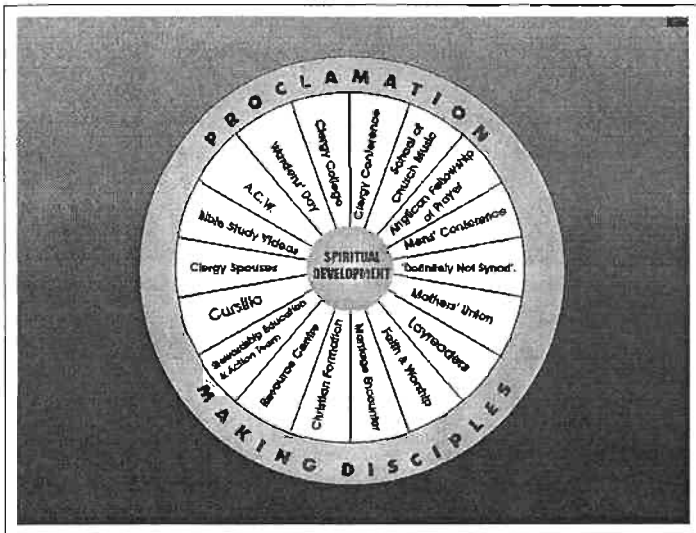 PROCLAMATION
Clergy Conference
School of
Church Music
Anglican Fellowship
of Prayer
Mens' Conference
'Definitely Not Synod'.
Mothers' Union
Layreaders
Faith & Worship
Marriage Encounter
Christian Formation
Resource Centre
Stewardship Education
& Action Team
Cursillo
Clergy Spouses
Bible Study Videos
A.C.W.
Wardens' Day
Clergy College
SPIRITUAL
DEVELOPMENT
MAKING DISCIPLES